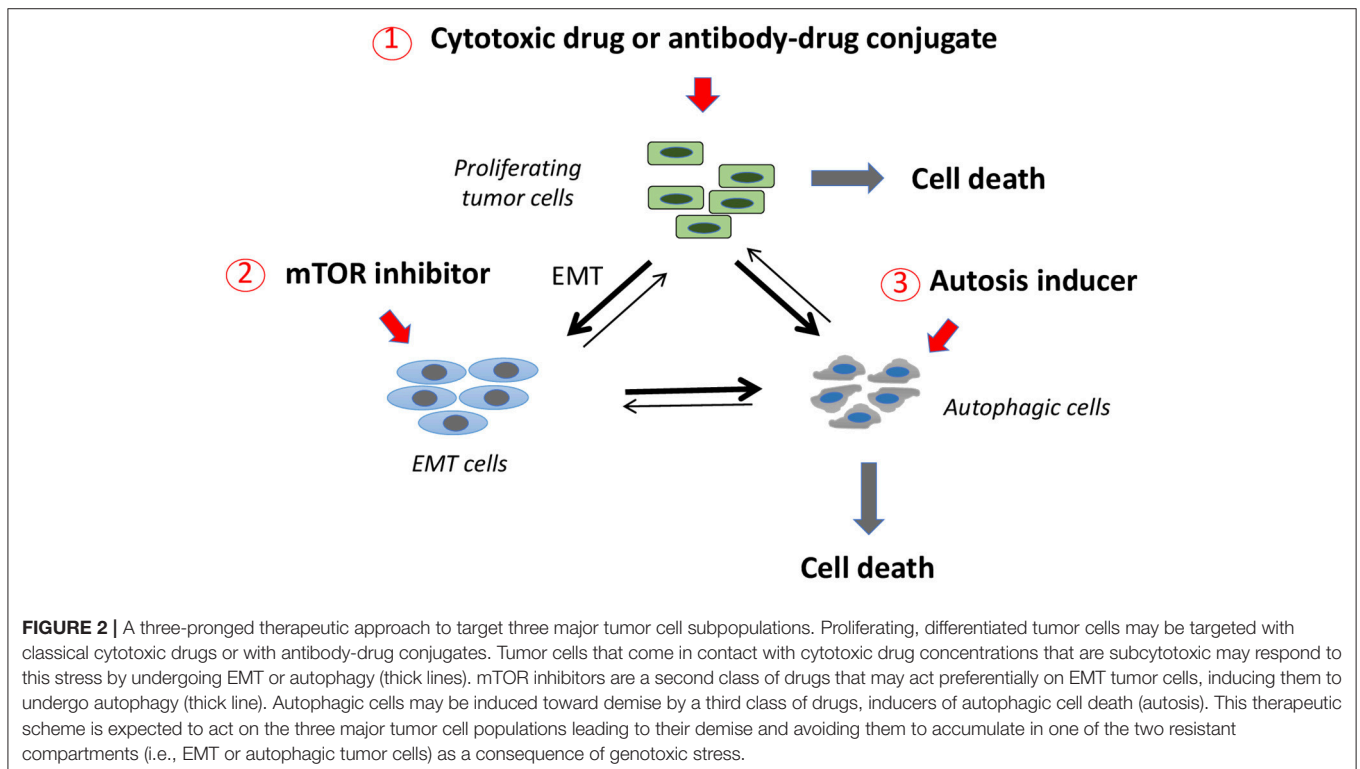 1 Cytotoxic drug or antibody-drug conjugate
Proliferating
tumor cells
Cell death
2 mTOR inhibitor
EMT
3 Autosis inducer
EMT cells
Autophagic cells
Cell death
FIGURE 2 | A three-pronged therapeutic approach to target three major tumor cell subpopulations. Proliferating, differentiated tumor cells may be targeted with
classical cytotoxic drugs or with antibody-drug conjugates. Tumor cells that come in contact with cytotoxic drug concentrations that are subcytotoxic may respond to
this stress by undergoing EMT or autophagy (thick lines). mTOR inhibitors are a second class of drugs that may act preferentially on EMT tumor cells, inducing them to
undergo autophagy (thick line). Autophagic cells may be induced toward demise by a third class of drugs, inducers of autophagic cell death (autosis). This therapeutic
scheme is expected to act on the three major tumor cell populations leading to their demise and avoiding them to accumulate in one of the two resistant
compartments (i.e., EMT or autophagic tumor cells) as a consequence of genotoxic stress.